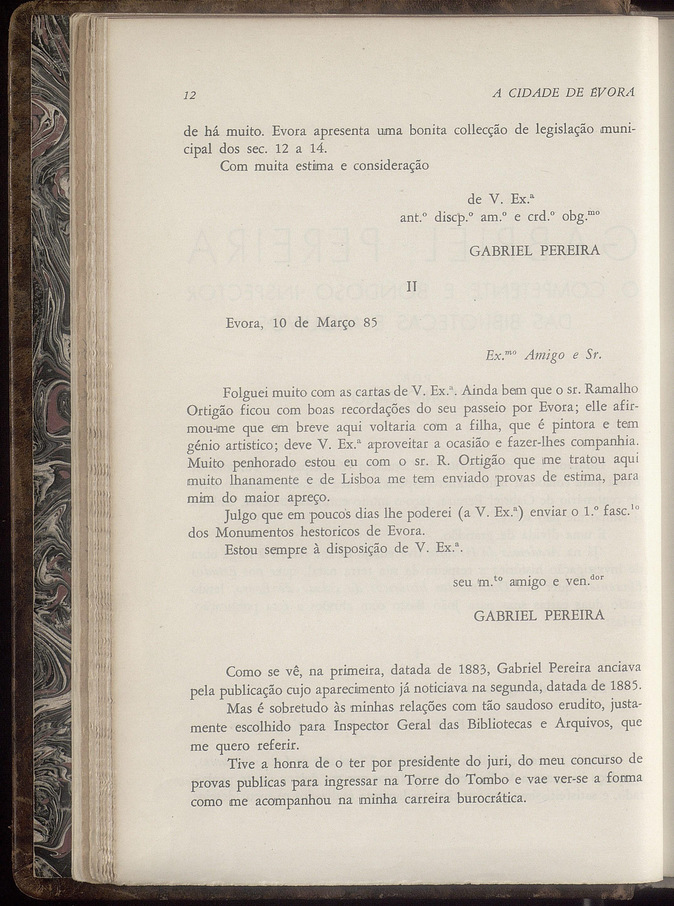 12 A CIDADE DE ÉVORA
de há muito. Evora apresenta uma bonita collecção de legislação muni-
cipal dos sec. 12 a 14.
Com muita estima e consideração
de V. Ex.ª
ant.º discp.º am.º e crd.º obg.mo
GABRIEL PEREIRA
II
Evora, 10 de Março 85
Ex.mo Amigo e Sr.
Folguei muito com as cartas de V. Ex.ª. Ainda bem que o sr. Ramalho
Ortigão ficou com boas recordações do seu passeio por Evora; elle afir-
mou-me que em breve aqui voltaria com a filha, que é pintora e tem
génio artistico; deve V. Ex.ª aproveitar a ocasião e fazer-lhes companhia.
Muito penhorado estou eu com o sr. R. Ortigão que me tratou aqui
muito lhanamente e de Lisboa me tem enviado provas de estima, para
mim do maior apreço.
Julgo que em poucos dias lhe poderei (a V. Ex.ª) enviar o 1.º fasc.lo
dos Monumentos hestoricos de Evora.
Estou sempre à disposição de V. Ex.ª.
seu m.to amigo e ven.dor
GABRIEL PEREIRA
Como se vê, na primeira, datada de 1883, Gabriel Pereira anciava
pela publicação cujo aparecimento já noticiava na segunda, datada de 1885.
Mas é sobretudo às minhas relações com tão saudoso erudito, justa-
mente escolhido para Inspector Geral das Bibliotecas e Arquivos, que
me quero referir.
Tive a honra de o ter por presidente do juri, do meu concurso de
provas publicas para ingressar na Torre do Tombo e vae ver-se a forma
como me acompanhou na minha carreira burocrática.